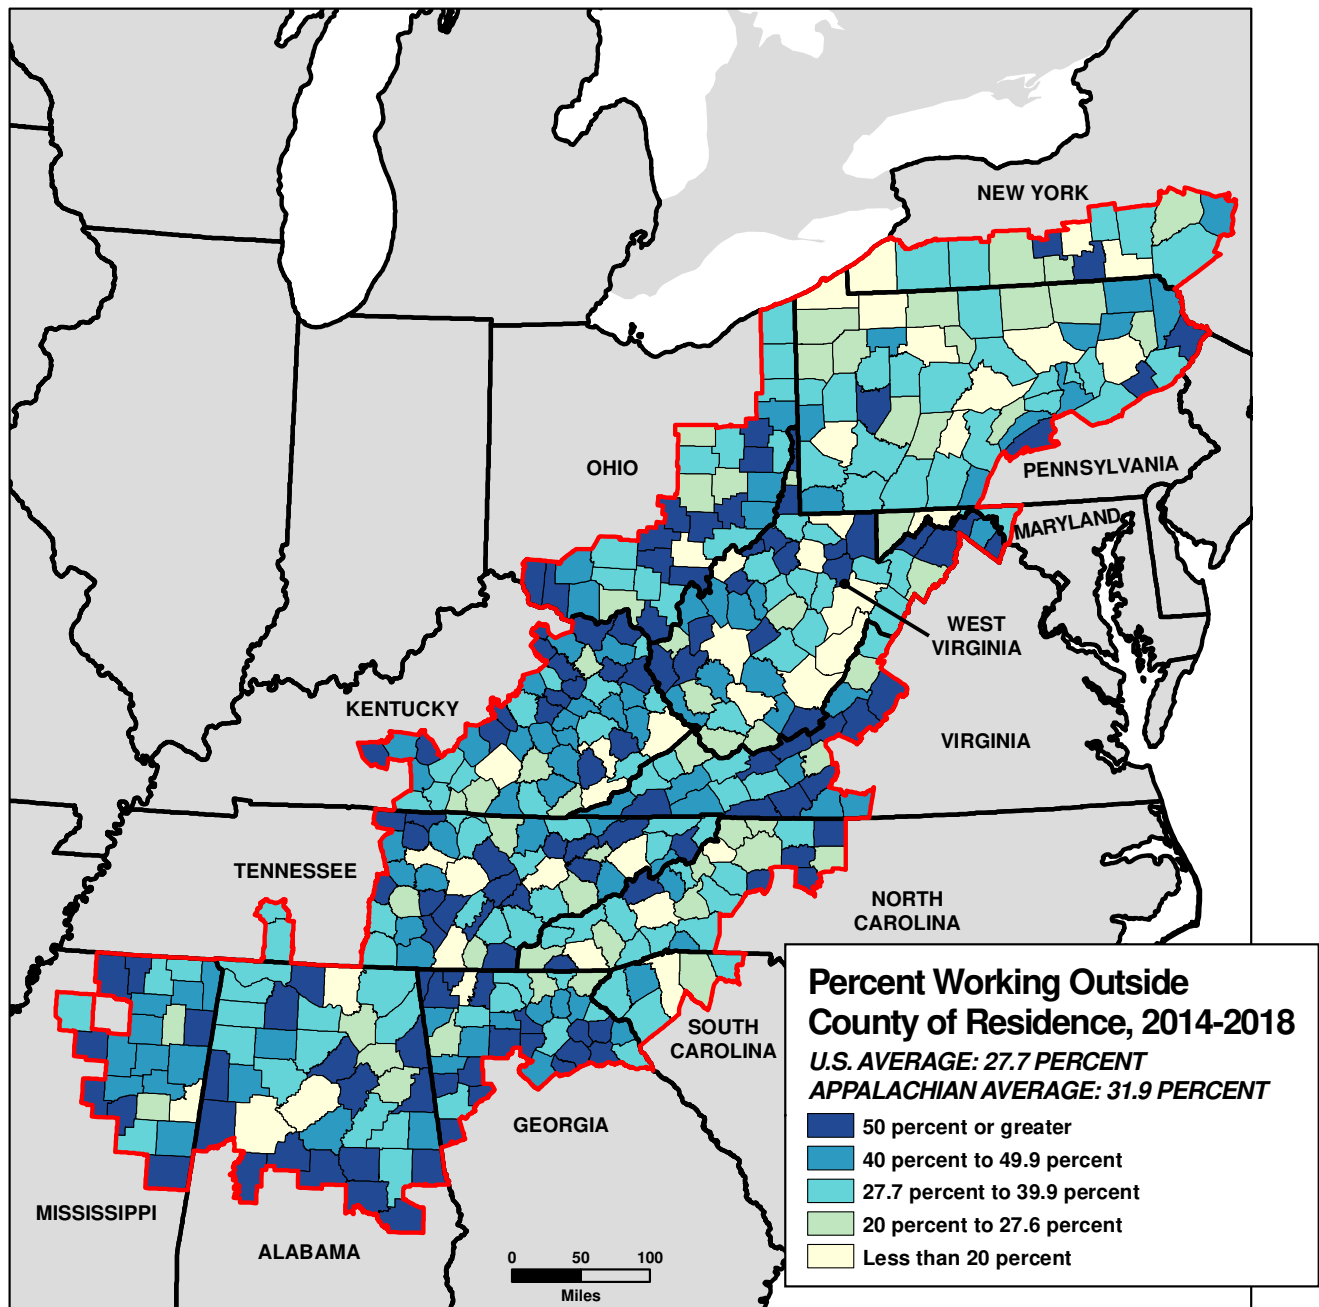 NEW YORK
OHIO
PENNSYLVANIA
MARYLAND
WEST
VIRGINIA
KENTUCKY
VIRGINIA
TENNESSEE
NORTH
CAROLINA
SOUTH
CAROLINA
GEORGIA
MISSISSIPPI
ALABAMA
0 50 100
Miles
Percent Working Outside
County of Residence, 2014-2018
U.S. AVERAGE: 27.7 PERCENT
APPALACHIAN AVERAGE: 31.9 PERCENT
50 percent or greater
40 percent to 49.9 percent
27.7 percent to 39.9 percent
20 percent to 27.6 percent
Less than 20 percent